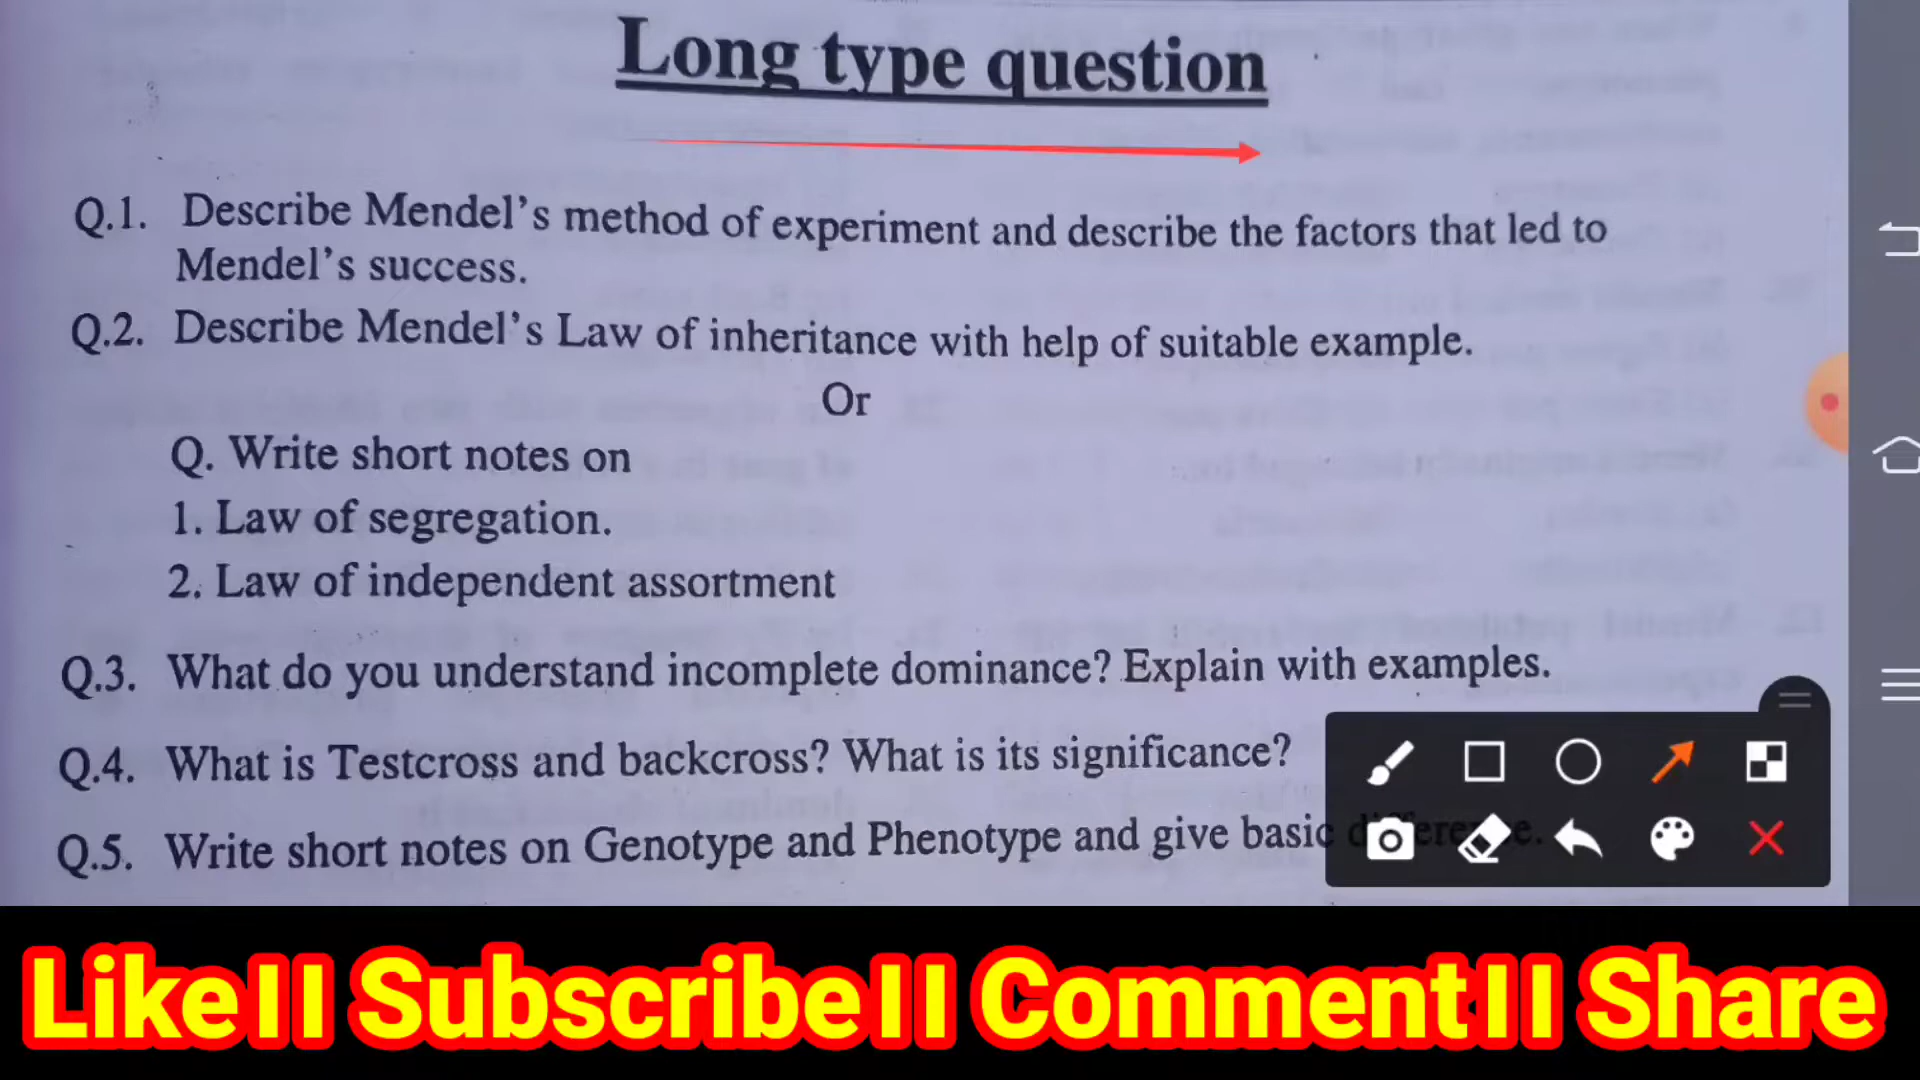 Long type question
Q.1. Describe Mendel's method of experiment and describe the factors that led to
Mendel's success.
Q.2. Describe Mendel's Law of inheritance with help of suitable example.
Or
Q. Write short notes on
1. Law of segregation.
2. Law of independent assortment
Q.3. What do you understand incomplete dominance? Explain with examples.
Q.4. What is Testcross and backcross? What is its significance?
Q.5. Write short notes on Genotype and Phenotype and give basic
Like II Subscribe II Comment II Share